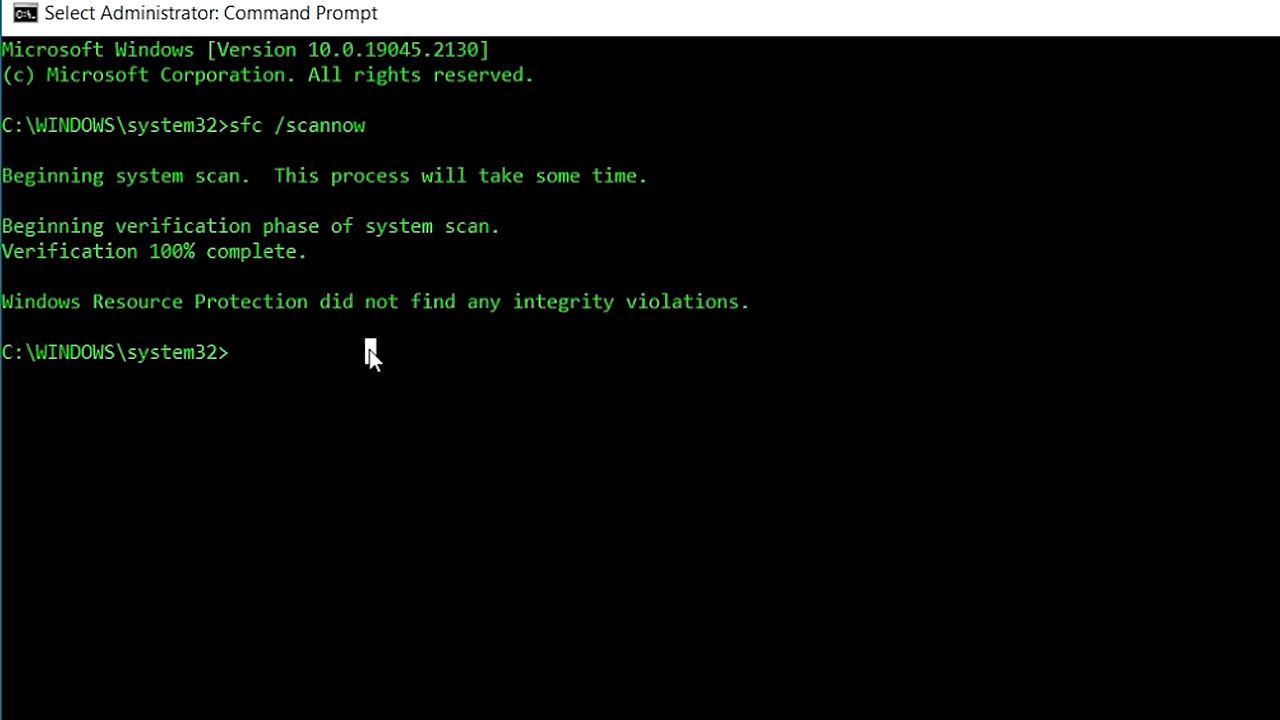 Select Administrator: Command Prompt
Microsoft Windows [Version 10.0.19045.2130]
(c) Microsoft Corporation. All rights reserved.
C:\WINDOWS\system32>sfc /scannow
Beginning system scan.  This process will take some time.
Beginning verification phase of system scan.
Verification 100% complete.
Windows Resource Protection did not find any integrity violations.
C:\WINDOWS\system32>